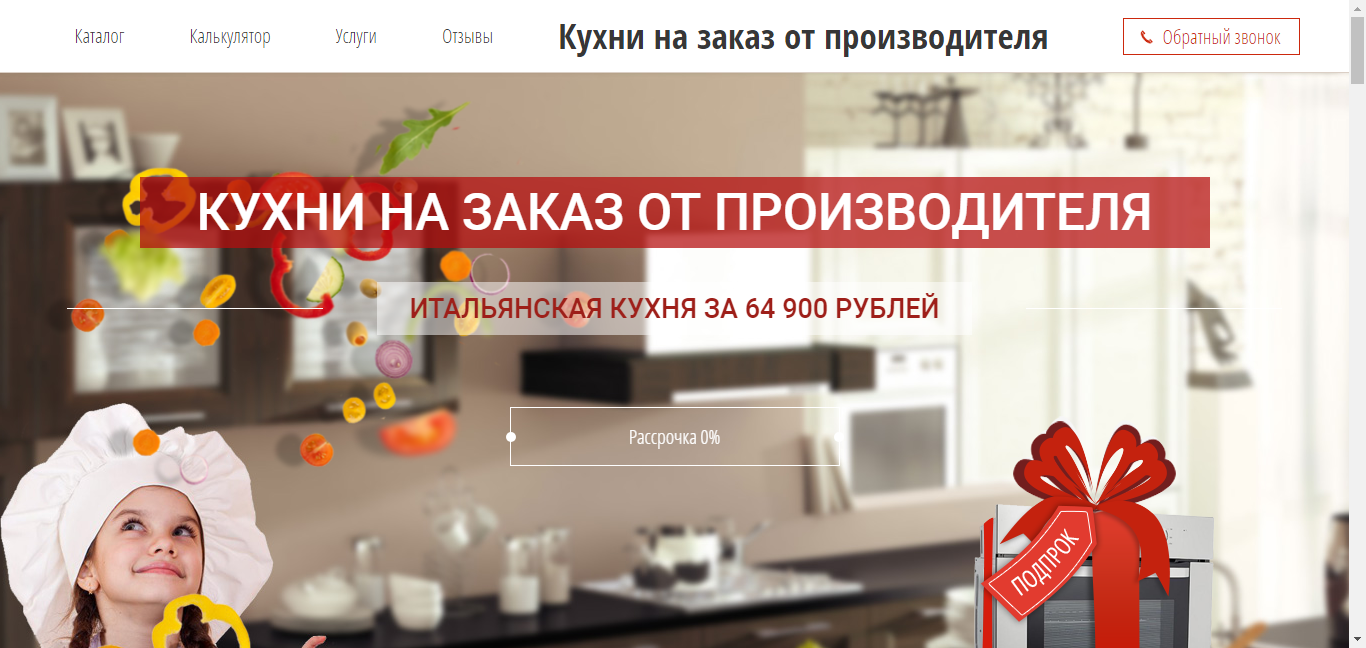 Каталог
Калькулятор
Услуги
Отзывы
Кухни на заказ от производителя
Обратный звонок
КУХНИ НА ЗАКАЗ ОТ ПРОИЗВОДИТЕЛЯ
ИТАЛЬЯНСКАЯ КУХНЯ ЗА 64 900 РУБЛЕЙ
Рассрочка 0%
ПОДПРОК